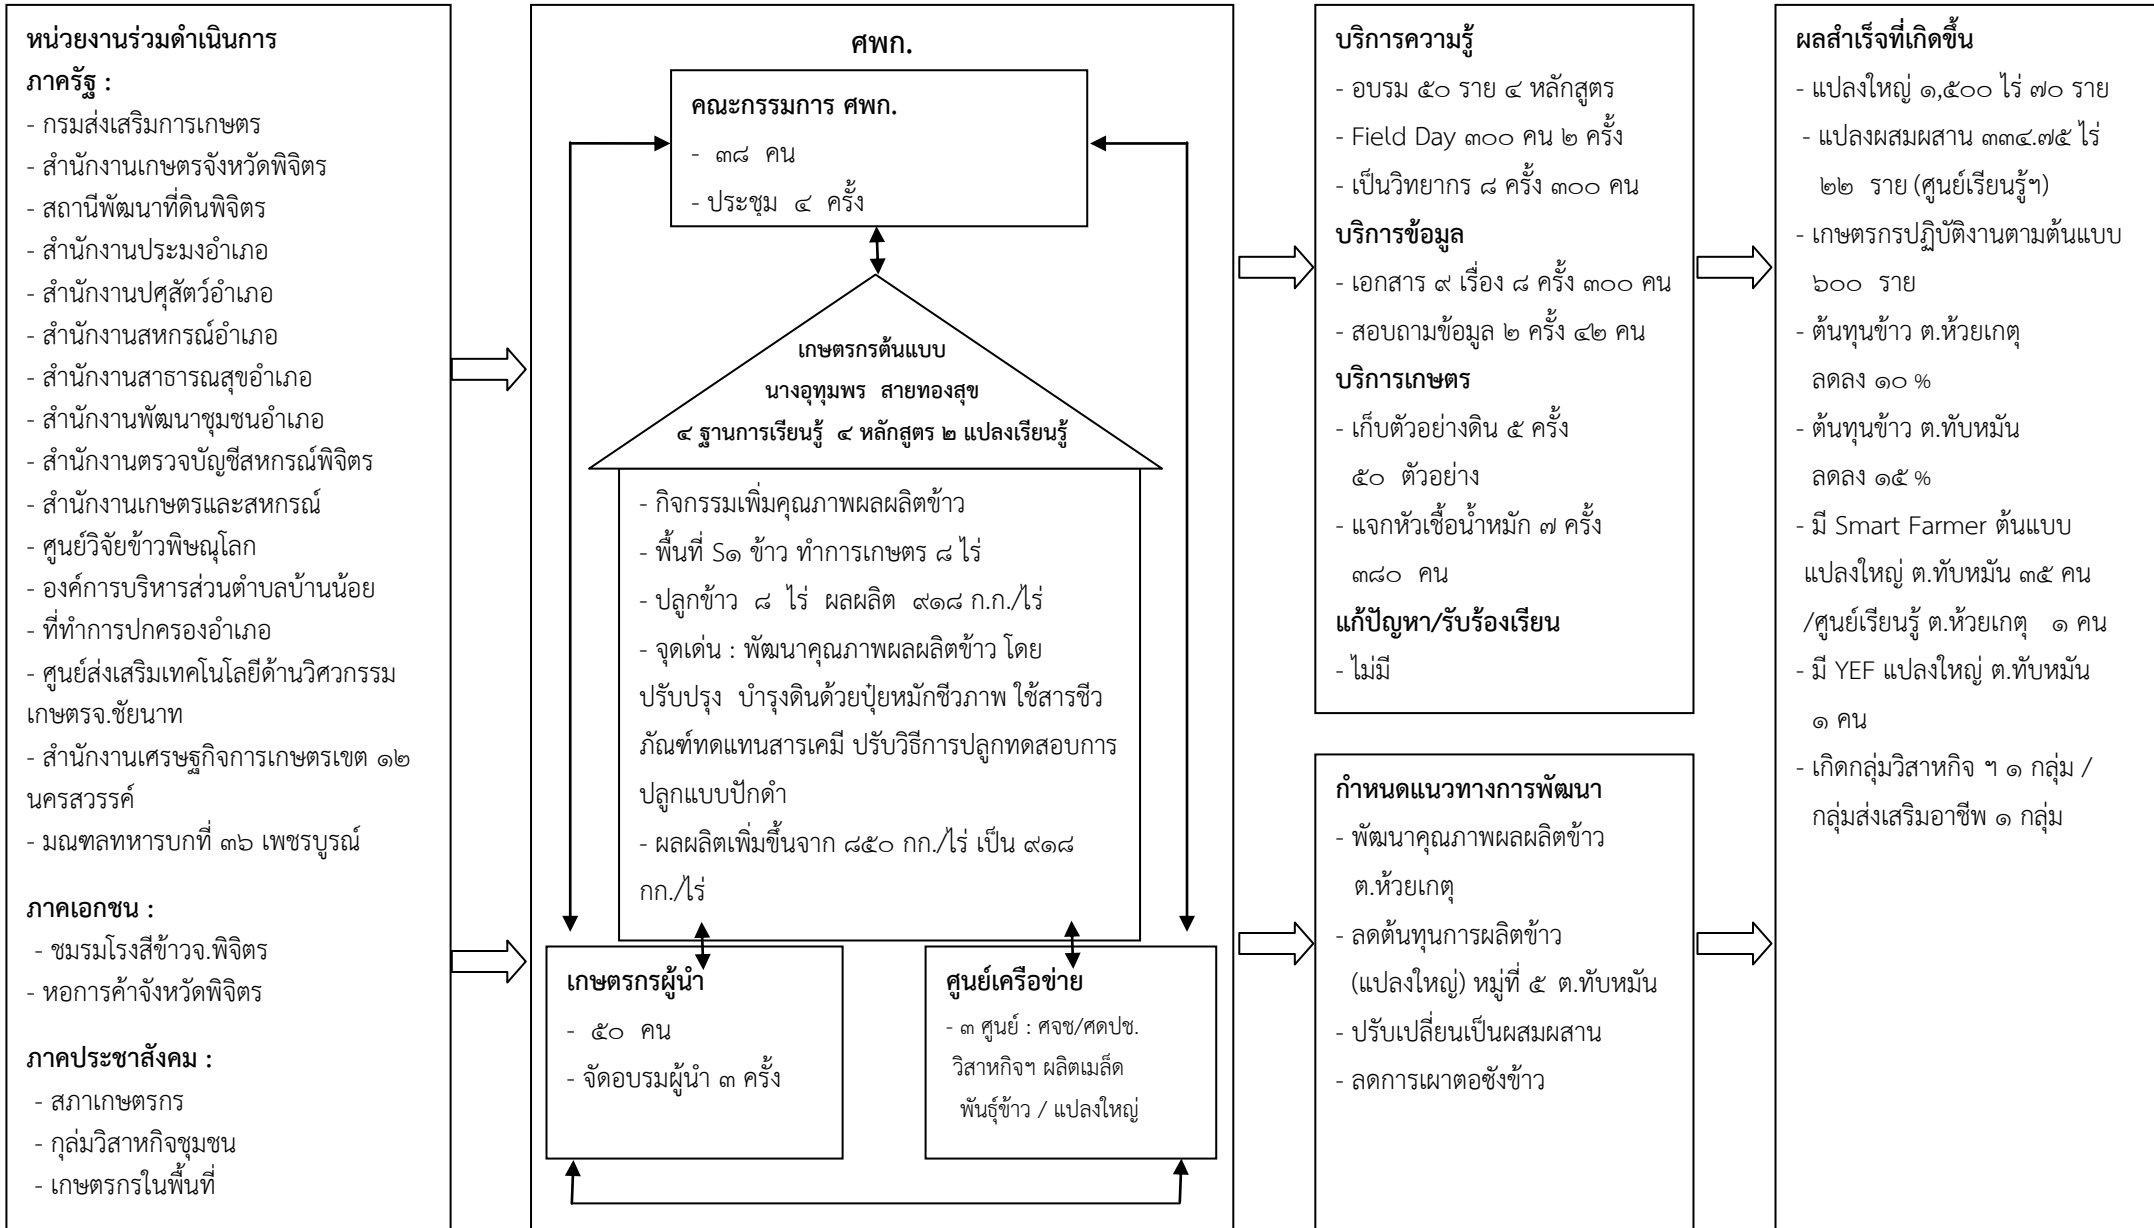 หน่วยงานร่วมดำเนินการ
ภาครัฐ :
- กรมส่งเสริมการเกษตร
- สำนักงานเกษตรจังหวัดพิจิตร
- สถานีพัฒนาที่ดินพิจิตร
- สำนักงานประมงอำเภอ
- สำนักงานปศุสัตว์อำเภอ
- สำนักงานสหกรณ์อำเภอ
- สำนักงานสาธารณสุขอำเภอ
- สำนักงานพัฒนาชุมชนอำเภอ
- สำนักงานตรวจบัญชีสหกรณ์พิจิตร
- สำนักงานเกษตรและสหกรณ์
- ศูนย์วิจัยข้าวพิษณุโลก
- องค์การบริหารส่วนตำบลบ้านน้อย
- ที่ทำการปกครองอำเภอ
- ศูนย์ส่งเสริมเทคโนโลยีด้านวิศวกรรม
เกษตรจ.ชัยนาท
- สำนักงานเศรษฐกิจการเกษตรเขต ๑๒
นครสวรรค์
- มณฑลทหารบกที่ ๓๖ เพชรบูรณ์
ภาคเอกชน :
- ชมรมโรงสีข้าวจ.พิจิตร
- หอการค้าจังหวัดพิจิตร
ภาคประชาสังคม :
- สภาเกษตรกร
- กุล่มวิสาหกิจชุมชน
- เกษตรกรในพื้นที่
ศพก.
คณะกรรมการ ศพก.
- ๓๘ คน
- ประชุม ๔ ครั้ง
เกษตรกรต้นแบบ
นางอุทุมพร สายทองสุข
๔ ฐานการเรียนรู้ ๔ หลักสูตร ๒ แปลงเรียนรู้
- กิจกรรมเพิ่มคุณภาพผลผลิตข้าว
- พื้นที่ S๑ ข้าว ทำการเกษตร ๘ ไร่
- ปลูกข้าว ๘ ไร่ ผลผลิต ๙๑๘ ก.ก./ไร่
- จุดเด่น : พัฒนาคุณภาพผลผลิตข้าว โดย
ปรับปรุง บำรุงดินด้วยปุ๋ยหมักชีวภาพ ใช้สารชีว
ภัณฑ์ทดแทนสารเคมี ปรับวิธีการปลูกทดสอบการ
ปลูกแบบปักดำ
- ผลผลิตเพิ่มขึ้นจาก ๘๕๐ กก./ไร่ เป็น ๙๑๘
กก./ไร่
เกษตรกรผู้นำ
- ๕๐ คน
- จัดอบรมผู้นำ ๓ ครั้ง
ศูนย์เครือข่าย
- ๓ ศูนย์ : ศจช/ศดปช.
วิสาหกิจฯ ผลิตเมล็ด
พันธุ์ข้าว / แปลงใหญ่
บริการความรู้
- อบรม ๕๐ ราย ๔ หลักสูตร
- Field Day ๓๐๐ คน ๒ ครั้ง
- เป็นวิทยากร ๘ ครั้ง ๓๐๐ คน
บริการข้อมูล
- เอกสาร ๙ เรื่อง ๘ ครั้ง ๓๐๐ คน
- สอบถามข้อมูล ๒ ครั้ง ๔๒ คน
บริการเกษตร
- เก็บตัวอย่างดิน ๕ ครั้ง
๕๐ ตัวอย่าง
- แจกหัวเชื้อน้ำหมัก ๗ ครั้ง
๓๘๐ คน
แก้ปัญหา/รับร้องเรียน
- ไม่มี
กำหนดแนวทางการพัฒนา
- พัฒนาคุณภาพผลผลิตข้าว
ต.ห้วยเกตุ
- ลดต้นทุนการผลิตข้าว
(แปลงใหญ่) หมู่ที่ ๕ ต.ทับหมัน
- ปรับเปลี่ยนเป็นผสมผสาน
- ลดการเผาตอซังข้าว
ผลสำเร็จที่เกิดขึ้น
- แปลงใหญ่ ๑,๕๐๐ ไร่ ๗๐ ราย
- แปลงผสมผสาน ๓๓๔.๗๕ ไร่
๒๒ ราย (ศูนย์เรียนรู้ฯ)
- เกษตรกรปฏิบัติงานตามต้นแบบ
๖๐๐ ราย
- ต้นทุนข้าว ต.ห้วยเกตุ
ลดลง ๑๐ %
- ต้นทุนข้าว ต.ทับหมัน
ลดลง ๑๕ %
- มี Smart Farmer ต้นแบบ
แปลงใหญ่ ต.ทับหมัน ๓๕ คน
/ศูนย์เรียนรู้ ต.ห้วยเกตุ ๑ คน
- มี YEF แปลงใหญ่ ต.ทับหมัน
๑ คน
- เกิดกลุ่มวิสาหกิจ ฯ ๑ กลุ่ม /
กลุ่มส่งเสริมอาชีพ ๑ กลุ่ม